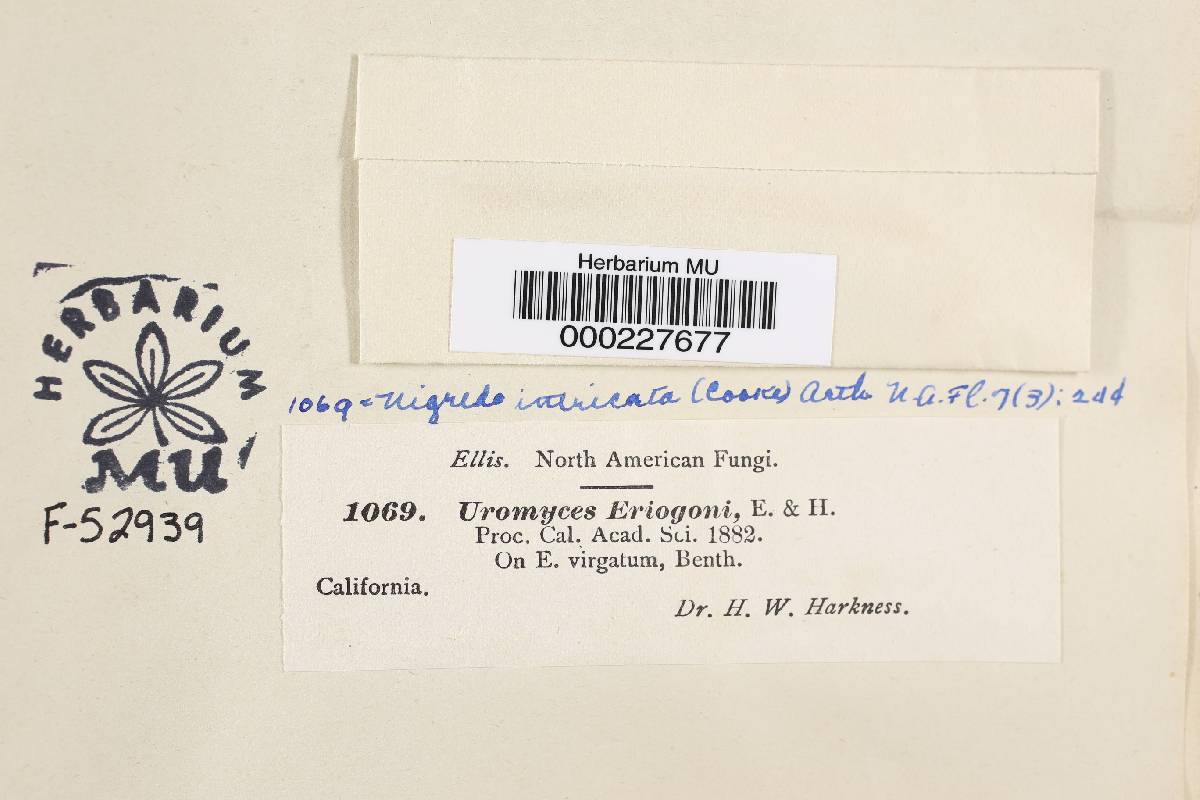 Herbarium MU
000227677
HERBARIUM
MU
F-52939
1069 = Nigredo intricata (Cooke) Arth N.A.Fl. 7(3):
Ellis. North American Fungi.
1069. Uromyces Eriogoni, E. & H.
Proc. Cal. Acad. Sci. 1882.
On E. virgatum, Benth.
California.
Dr. H. W. Harkness.